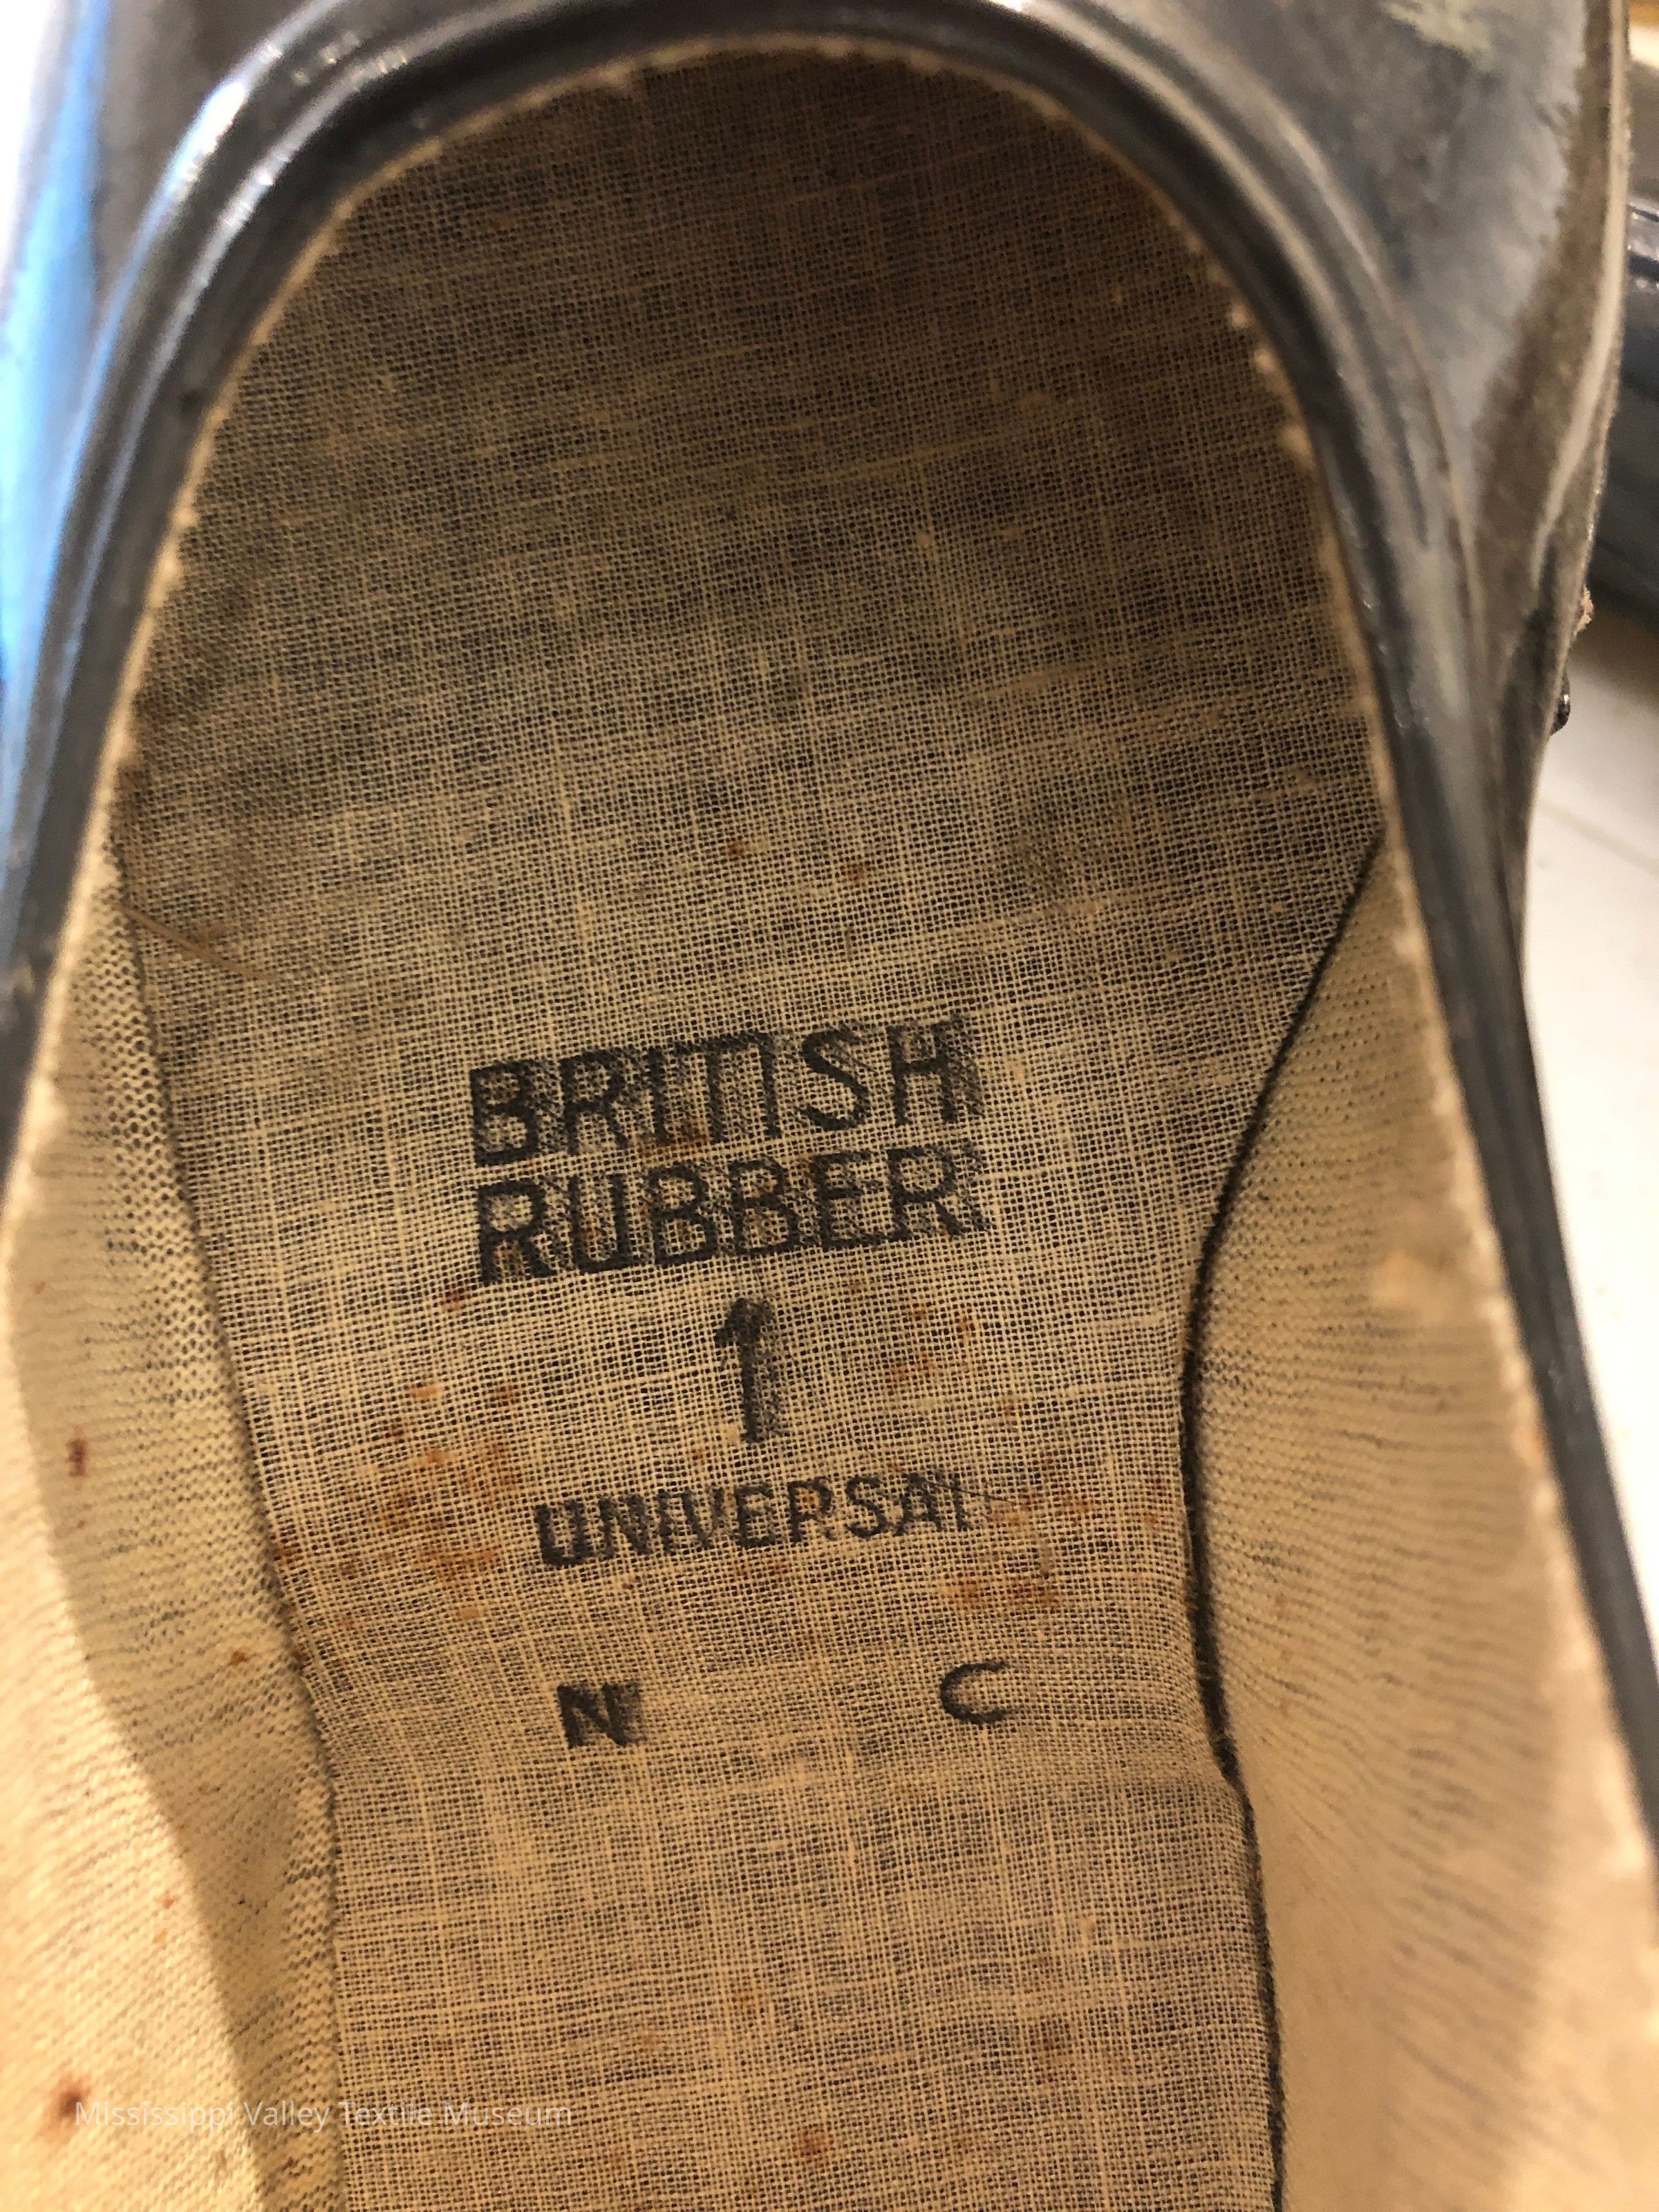 BRITISH
RUBBER
1
UNIVERSAL
N C
Mississippi Valley Textile Museum